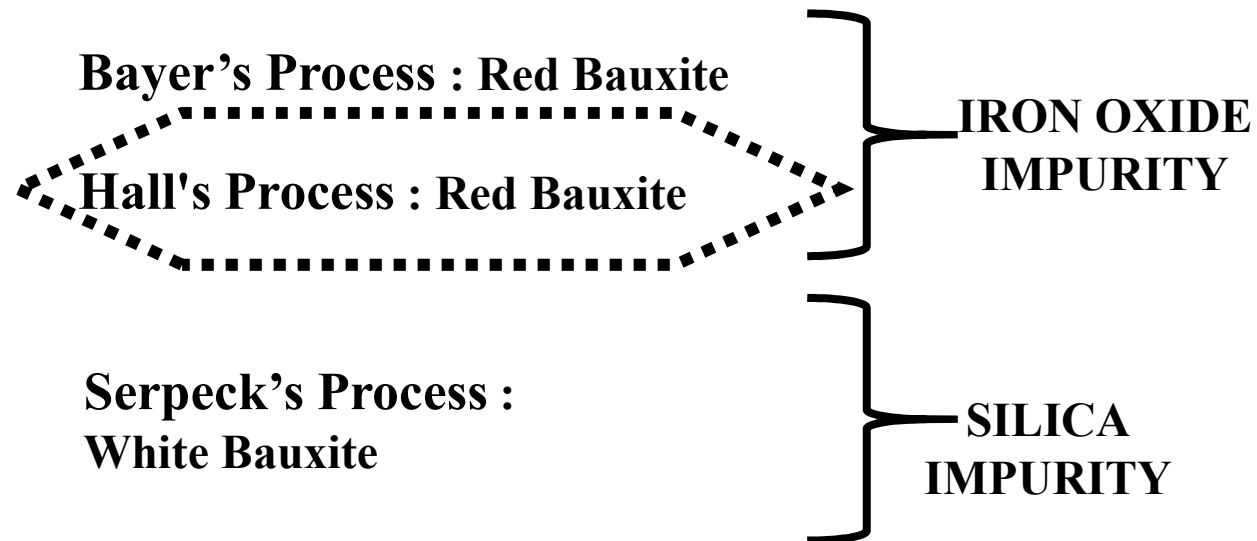 Bayer’s Process : Red Bauxite
Hall's Process : Red Bauxite
IRON OXIDE
IMPURITY
Serpeck’s Process :
White Bauxite
SILICA
IMPURITY